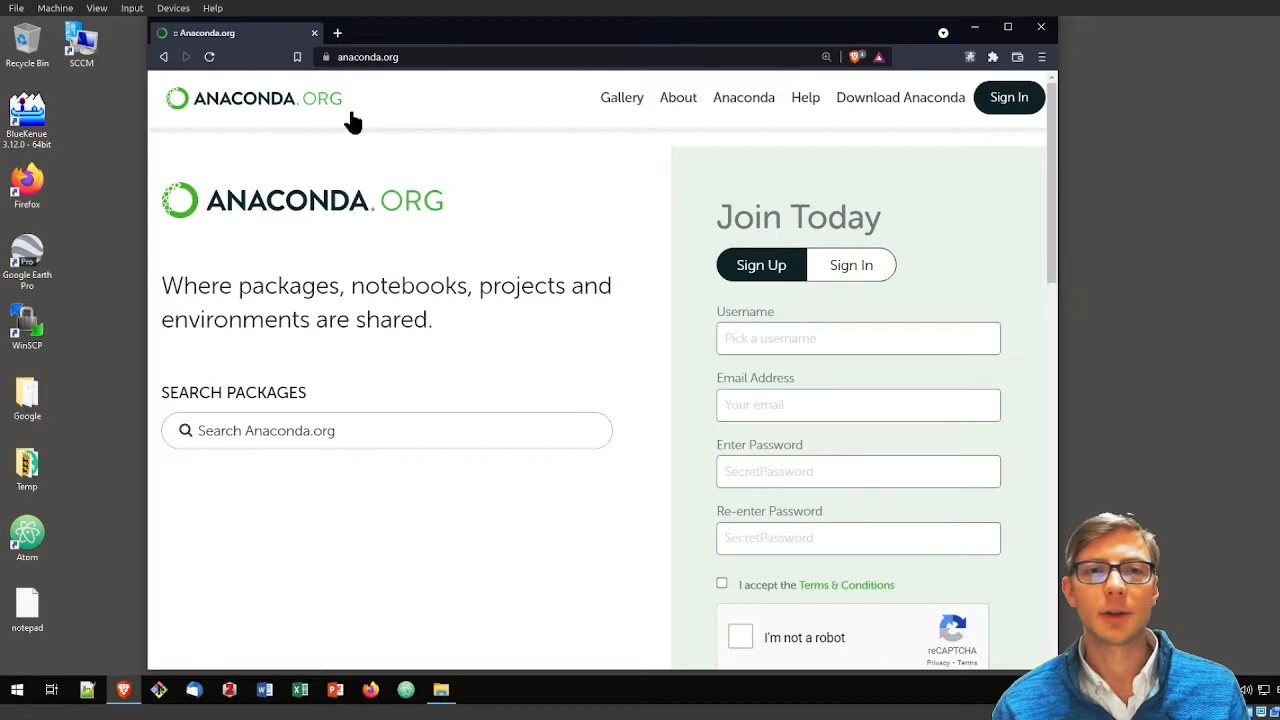 File Machine View Input Devices Help
:: Anaconda.org
anaconda.org
Recycle Bin
SCCM
BlueKenue
3.12.0 - 64bit
Firefox
Pro
Google Earth
Pro
WinSCP
Google
Temp
Atom
notepad
ANACONDA.ORG
Gallery About Anaconda Help Download Anaconda Sign In
ANACONDA.ORG
Where packages, notebooks, projects and
environments are shared.
SEARCH PACKAGES
Search Anaconda.org
Join Today
Sign Up Sign In
Username
Pick a username
Email Address
Your email
Enter Password
SecretPassword
Re-enter Password
SecretPassword
I accept the Terms & Conditions
I'm not a robot
reCAPTCHA
Privacy - Terms